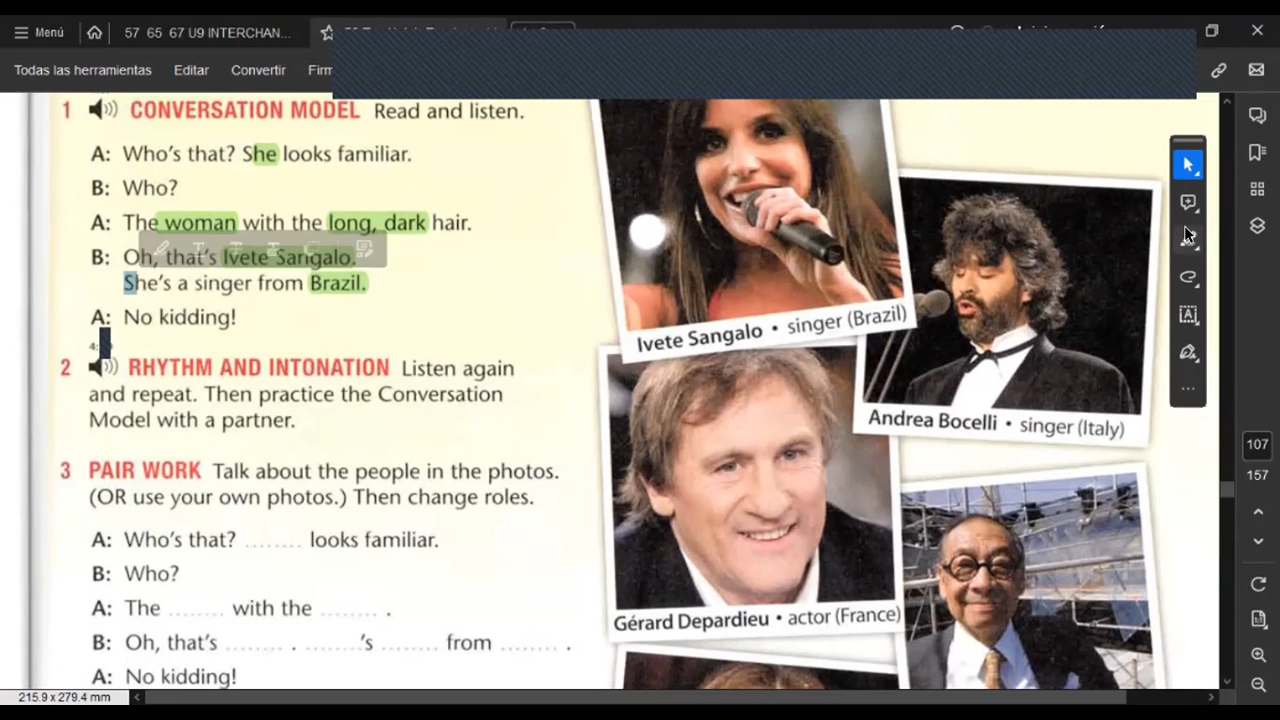 Menú
57 65 67 U9 INTERCHAN...
Todas las herramientas
Editar
Convertir
Firm
1 CONVERSATION MODEL Read and listen.
A: Who's that? She looks familiar.
B: Who?
A: The woman with the long, dark hair.
B: Oh, that's Ivete Sangalo.
She's a singer from Brazil.
A: No kidding!
2 RHYTHM AND INTONATION Listen again
and repeat. Then practice the Conversation
Model with a partner.
3 PAIR WORK Talk about the people in the photos.
(OR use your own photos.) Then change roles.
A: Who's that? ........ looks familiar.
B: Who?
A: The ........ with the ........ .
B: Oh, that's ........ . ........'s ........ from ........ .
A: No kidding!
Ivete Sangalo • singer (Brazil)
Andrea Bocelli • singer (Italy)
Gérard Depardieu • actor (France)
107
157
215.9 x 279.4 mm